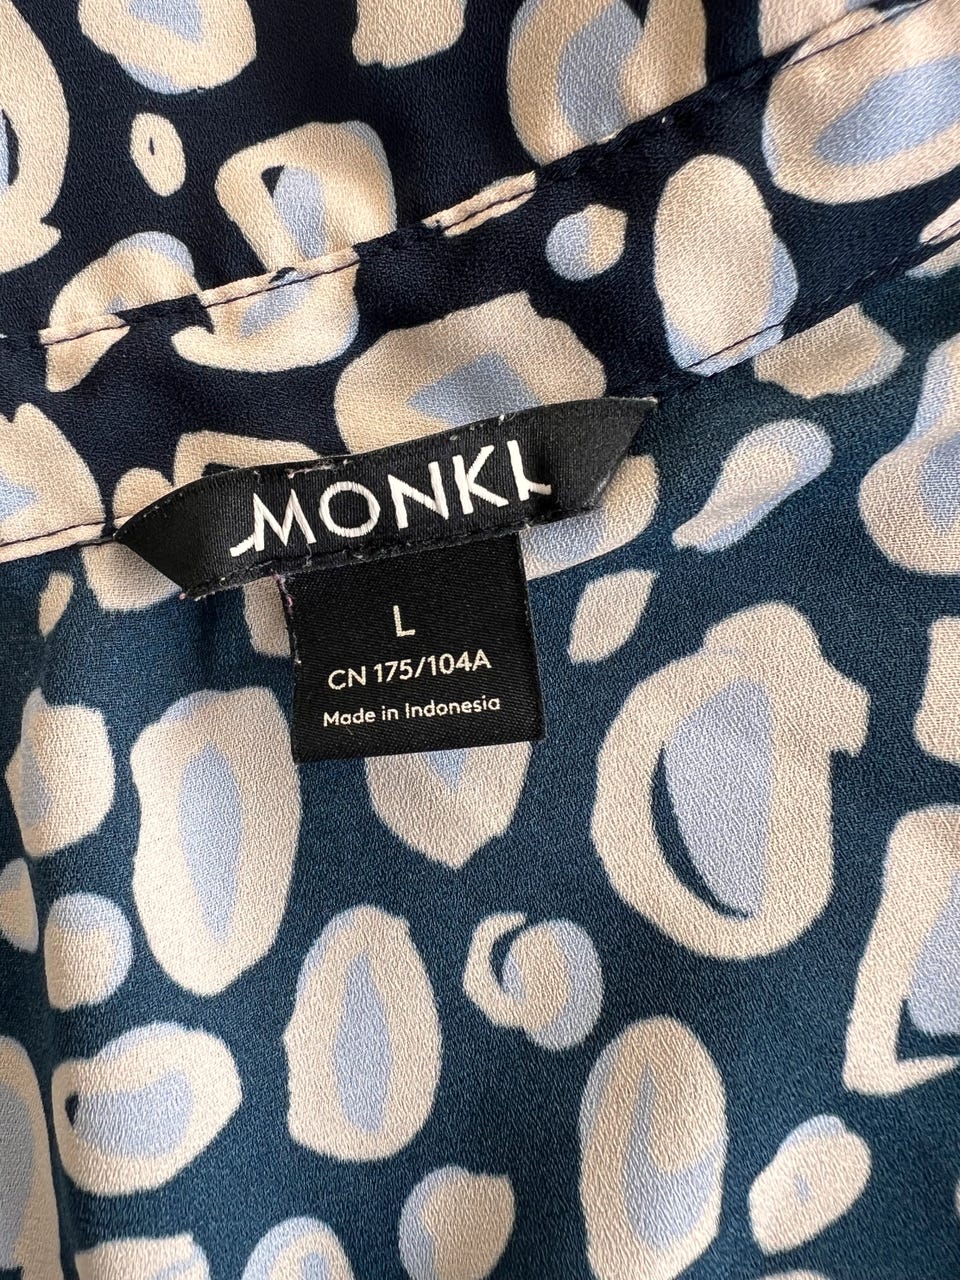 MONKI
L
CN 175/104A
Made in Indonesia